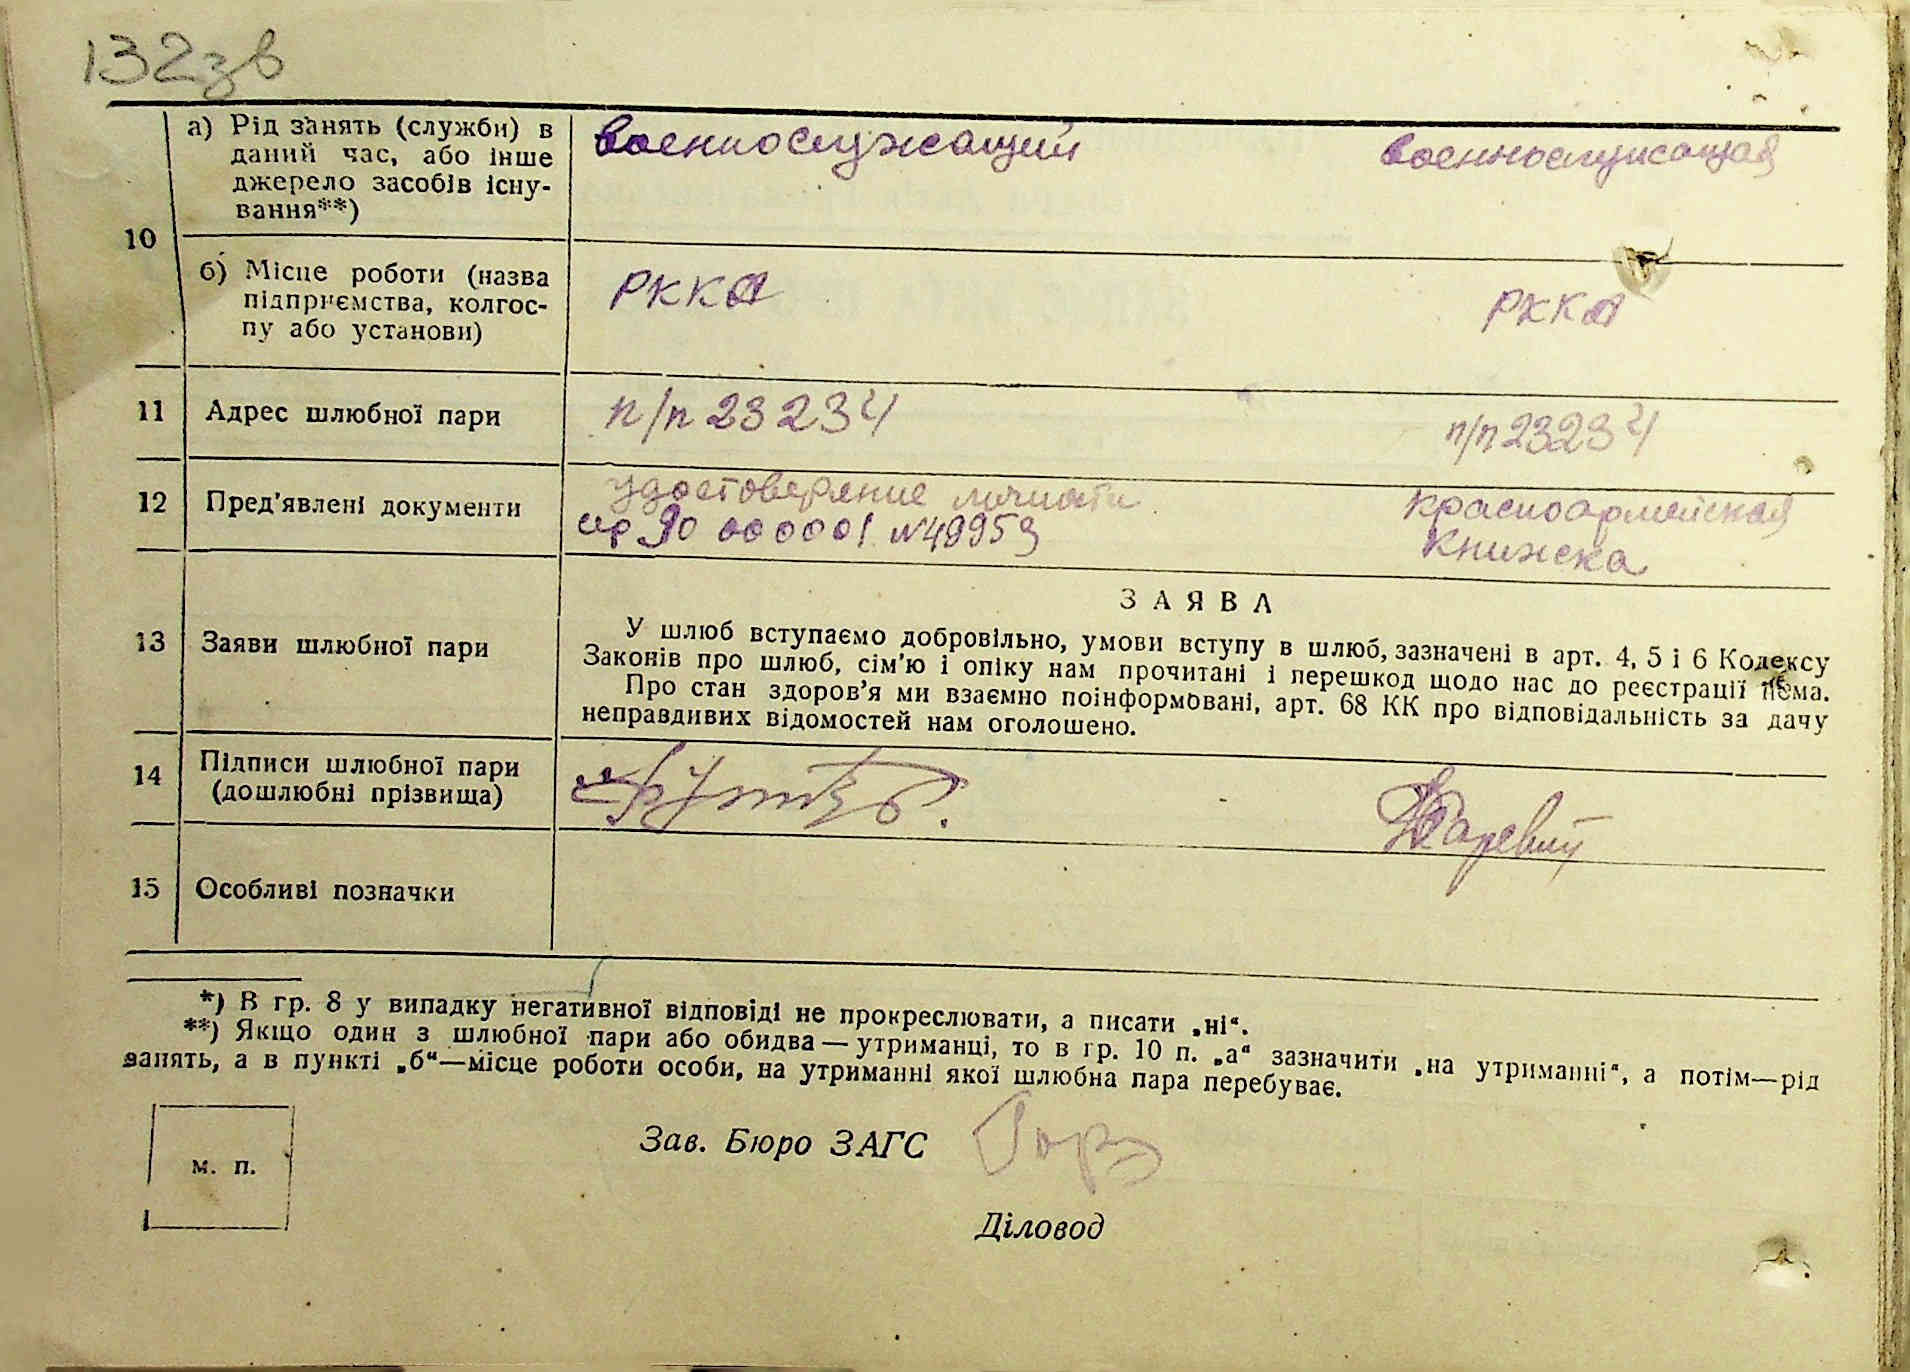 132зв
10
а) Рід занять (служби) в
даний час, або інше
джерело засобів існу-
вання**)
военнослужащий
военнослужащая
б) Місце роботи (назва
підприємства, колгос-
пу або установи)
РККА
РККА
11
Адрес шлюбної пари
п/п 23234
п/п 23234
12
Пред'явлені документи
удостоверение личности
№49959
красноармейская
книжека
13
Заяви шлюбної пари
ЗАЯВА
У шлюб вступаємо добровільно, умови вступу в шлюб, зазначені в арт. 4, 5 і 6 Кодексу
Законів про шлюб, сім'ю і опіку нам прочитані і перешкод щодо нас до реєстрації нема.
Про стан здоров'я ми взаємно поінформовані, арт. 68 КК про відповідальність за дачу
неправдивих відомостей нам оголошено.
14
Підписи шлюбної пари
(дошлюбні прізвища)
15
Особливі позначки
*) В гр. 8 у випадку негативної відповіді не прокреслювати, а писати „ні“.
**) Якщо один з шлюбної пари або обидва — утриманці, то в гр. 10 п. „а“ зазначити „на утриманні“, а потім—рід
занять, а в пункті „б“—місце роботи особи, на утриманні якої шлюбна пара перебуває.
м. п.
Зав. Бюро ЗАГС
Діловод